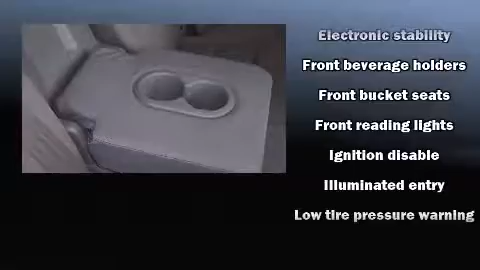 Electronic stability
Front beverage holders
Front bucket seats
Front reading lights
Ignition disable
Illuminated entry
Low tire pressure warning